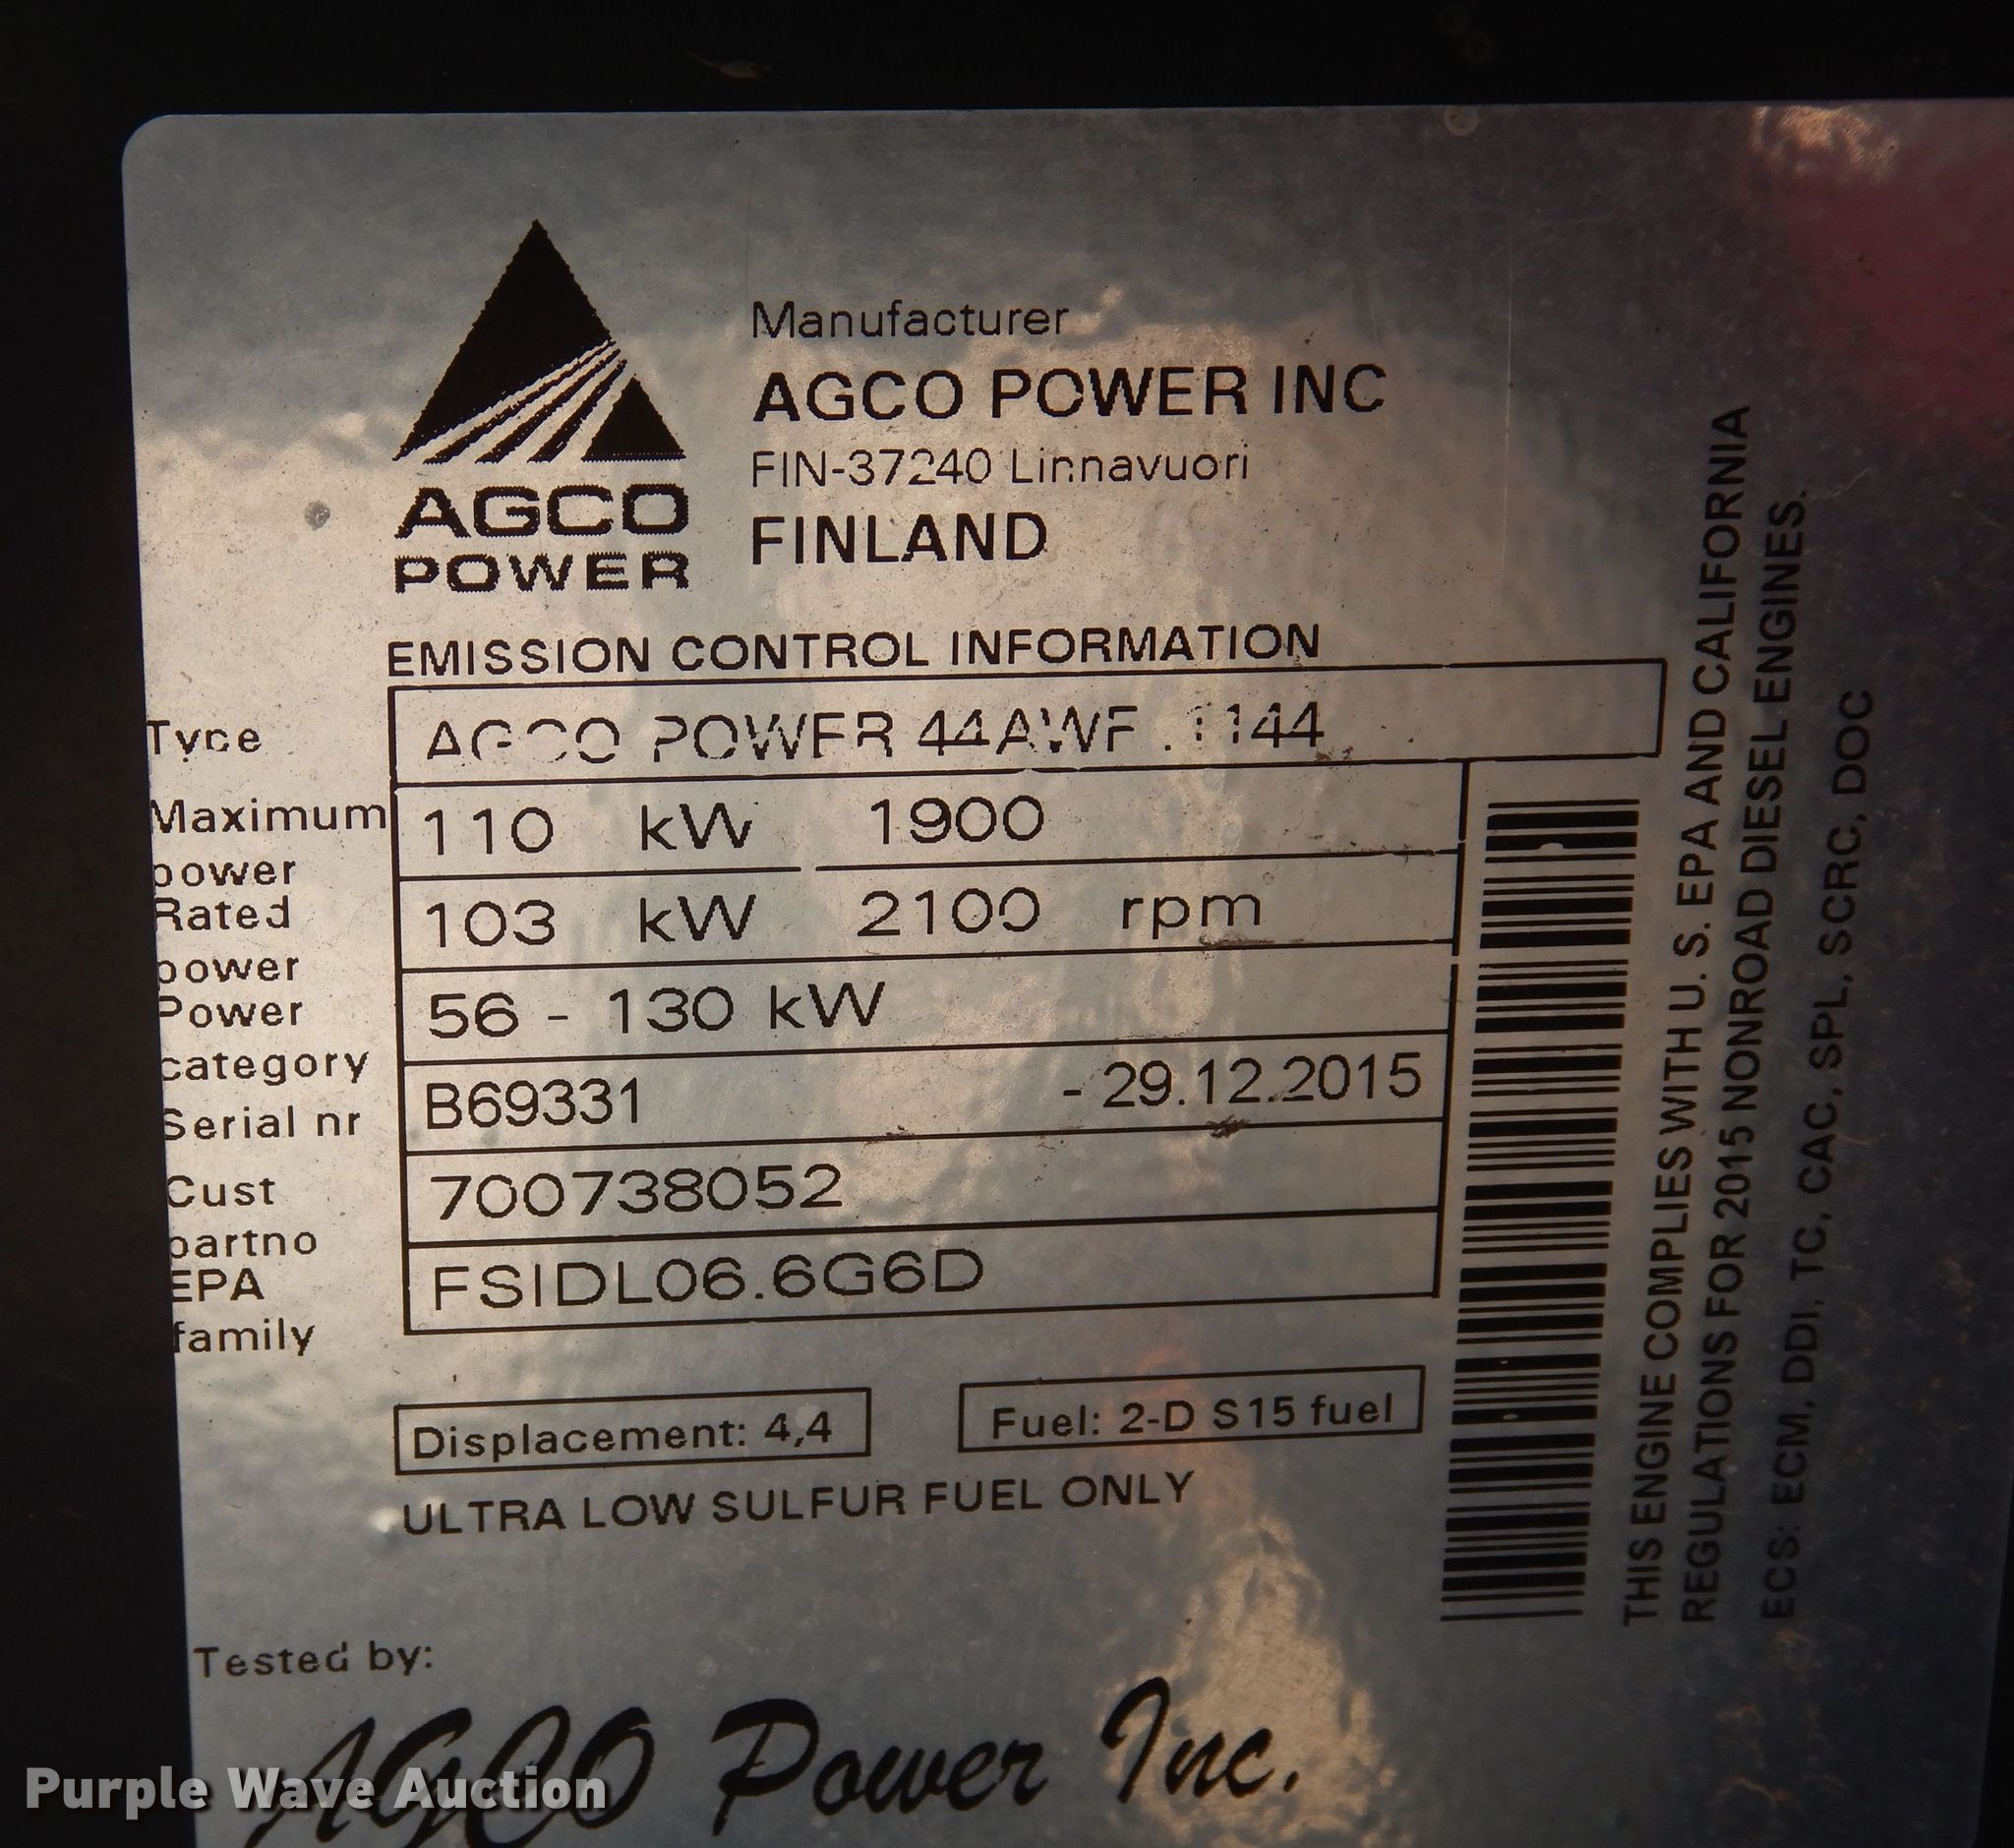 AGCO
POWER
Manufacturer
AGCO POWER INC
FIN-37240 Linnavuori
FINLAND
EMISSION CONTROL INFORMATION
Type AGCO POWER 44AWF
Maximum power 110 kW 1900
Rated power 103 kW 2100 rpm
Power category 56 - 130 kW
Serial nr B69331 - 29.12.2015
Cust partno 700738052
EPA family FSIDL06.6G6D
Displacement: 4,4
Fuel: 2-D S15 fuel
ULTRA LOW SULFUR FUEL ONLY
Tested by:
AGCO Power Inc.
THIS ENGINE COMPLIES WITH U. S. EPA AND CALIFORNIA
REGULATIONS FOR 2015 NONROAD DIESEL ENGINES.
ECS: ECM, DDI, TC, CAC, SPL, SCRC, DOC
Purple Wave Auction